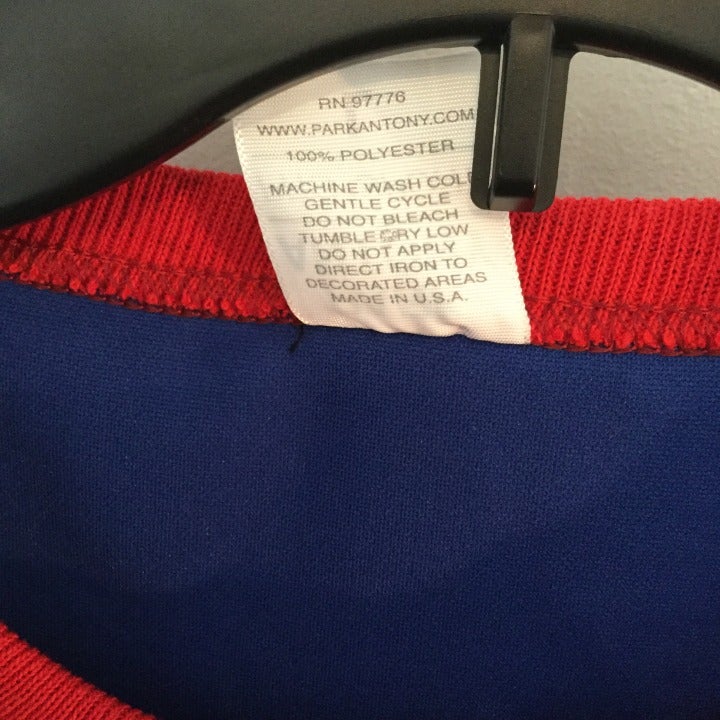 RN 97776
WWW.PARKANTONY.COM
100% POLYESTER
MACHINE WASH COL
GENTLE CYCLE
DO NOT BLEACH
TUMBLE DRY LOW
DO NOT APPLY
DIRECT IRON TO
DECORATED AREAS
MADE IN U.S.A.